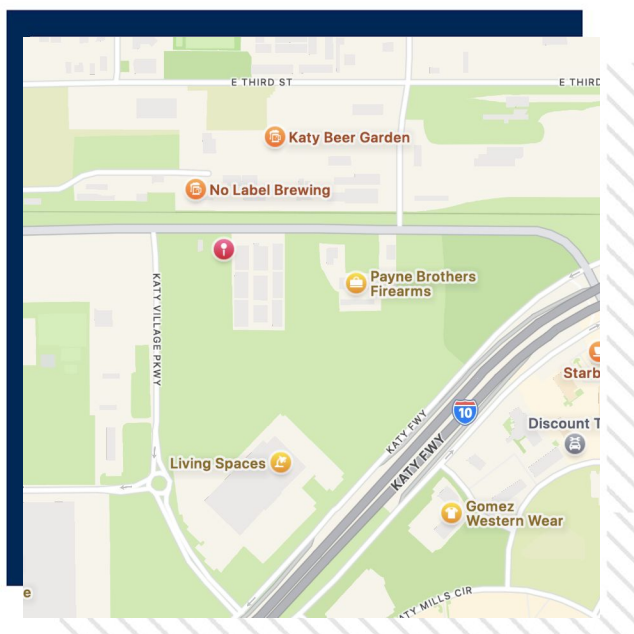 E THIRD ST
E THIRD
Katy Beer Garden
No Label Brewing
KATY VILLAGE PKWY
Payne Brothers
Firearms
Starb
10
KATY FWY
KATY FWY
Discount T
Living Spaces
Gomez
Western Wear
e
ATY MILLS CIR